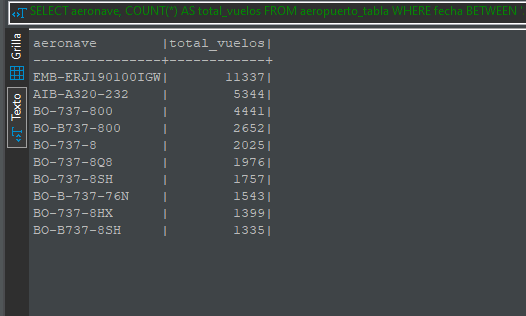 SELECT aeronave, COUNT(*) AS total_vuelos FROM aeropuerto_tabla WHERE fecha BETWEEN '
Grilla
Texto
aeronave        |total_vuelos|
----------------+------------+
EMB-ERJ190100IGW|       11337|
AIB-A320-232    |        5344|
BO-737-800      |        4441|
BO-B737-800     |        2652|
BO-737-8        |        2025|
BO-737-8Q8      |        1976|
BO-737-8SH      |        1757|
BO-B-737-76N    |        1543|
BO-737-8HX      |        1399|
BO-B737-8SH     |        1335|